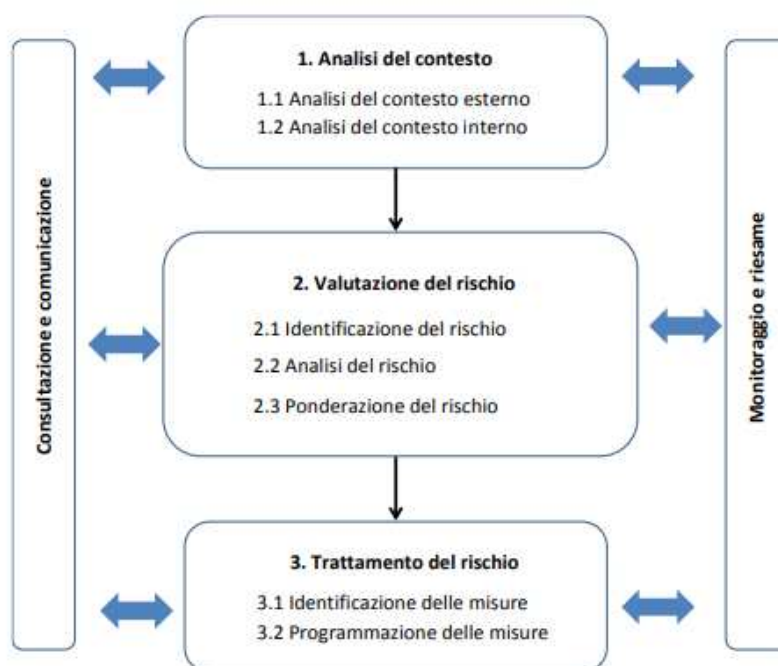 Consultazione e comunicazione
1. Analisi del contesto
1.1 Analisi del contesto esterno
1.2 Analisi del contesto interno
2. Valutazione del rischio
2.1 Identificazione del rischio
2.2 Analisi del rischio
2.3 Ponderazione del rischio
3. Trattamento del rischio
3.1 Identificazione delle misure
3.2 Programmazione delle misure
Monitoraggio e riesame